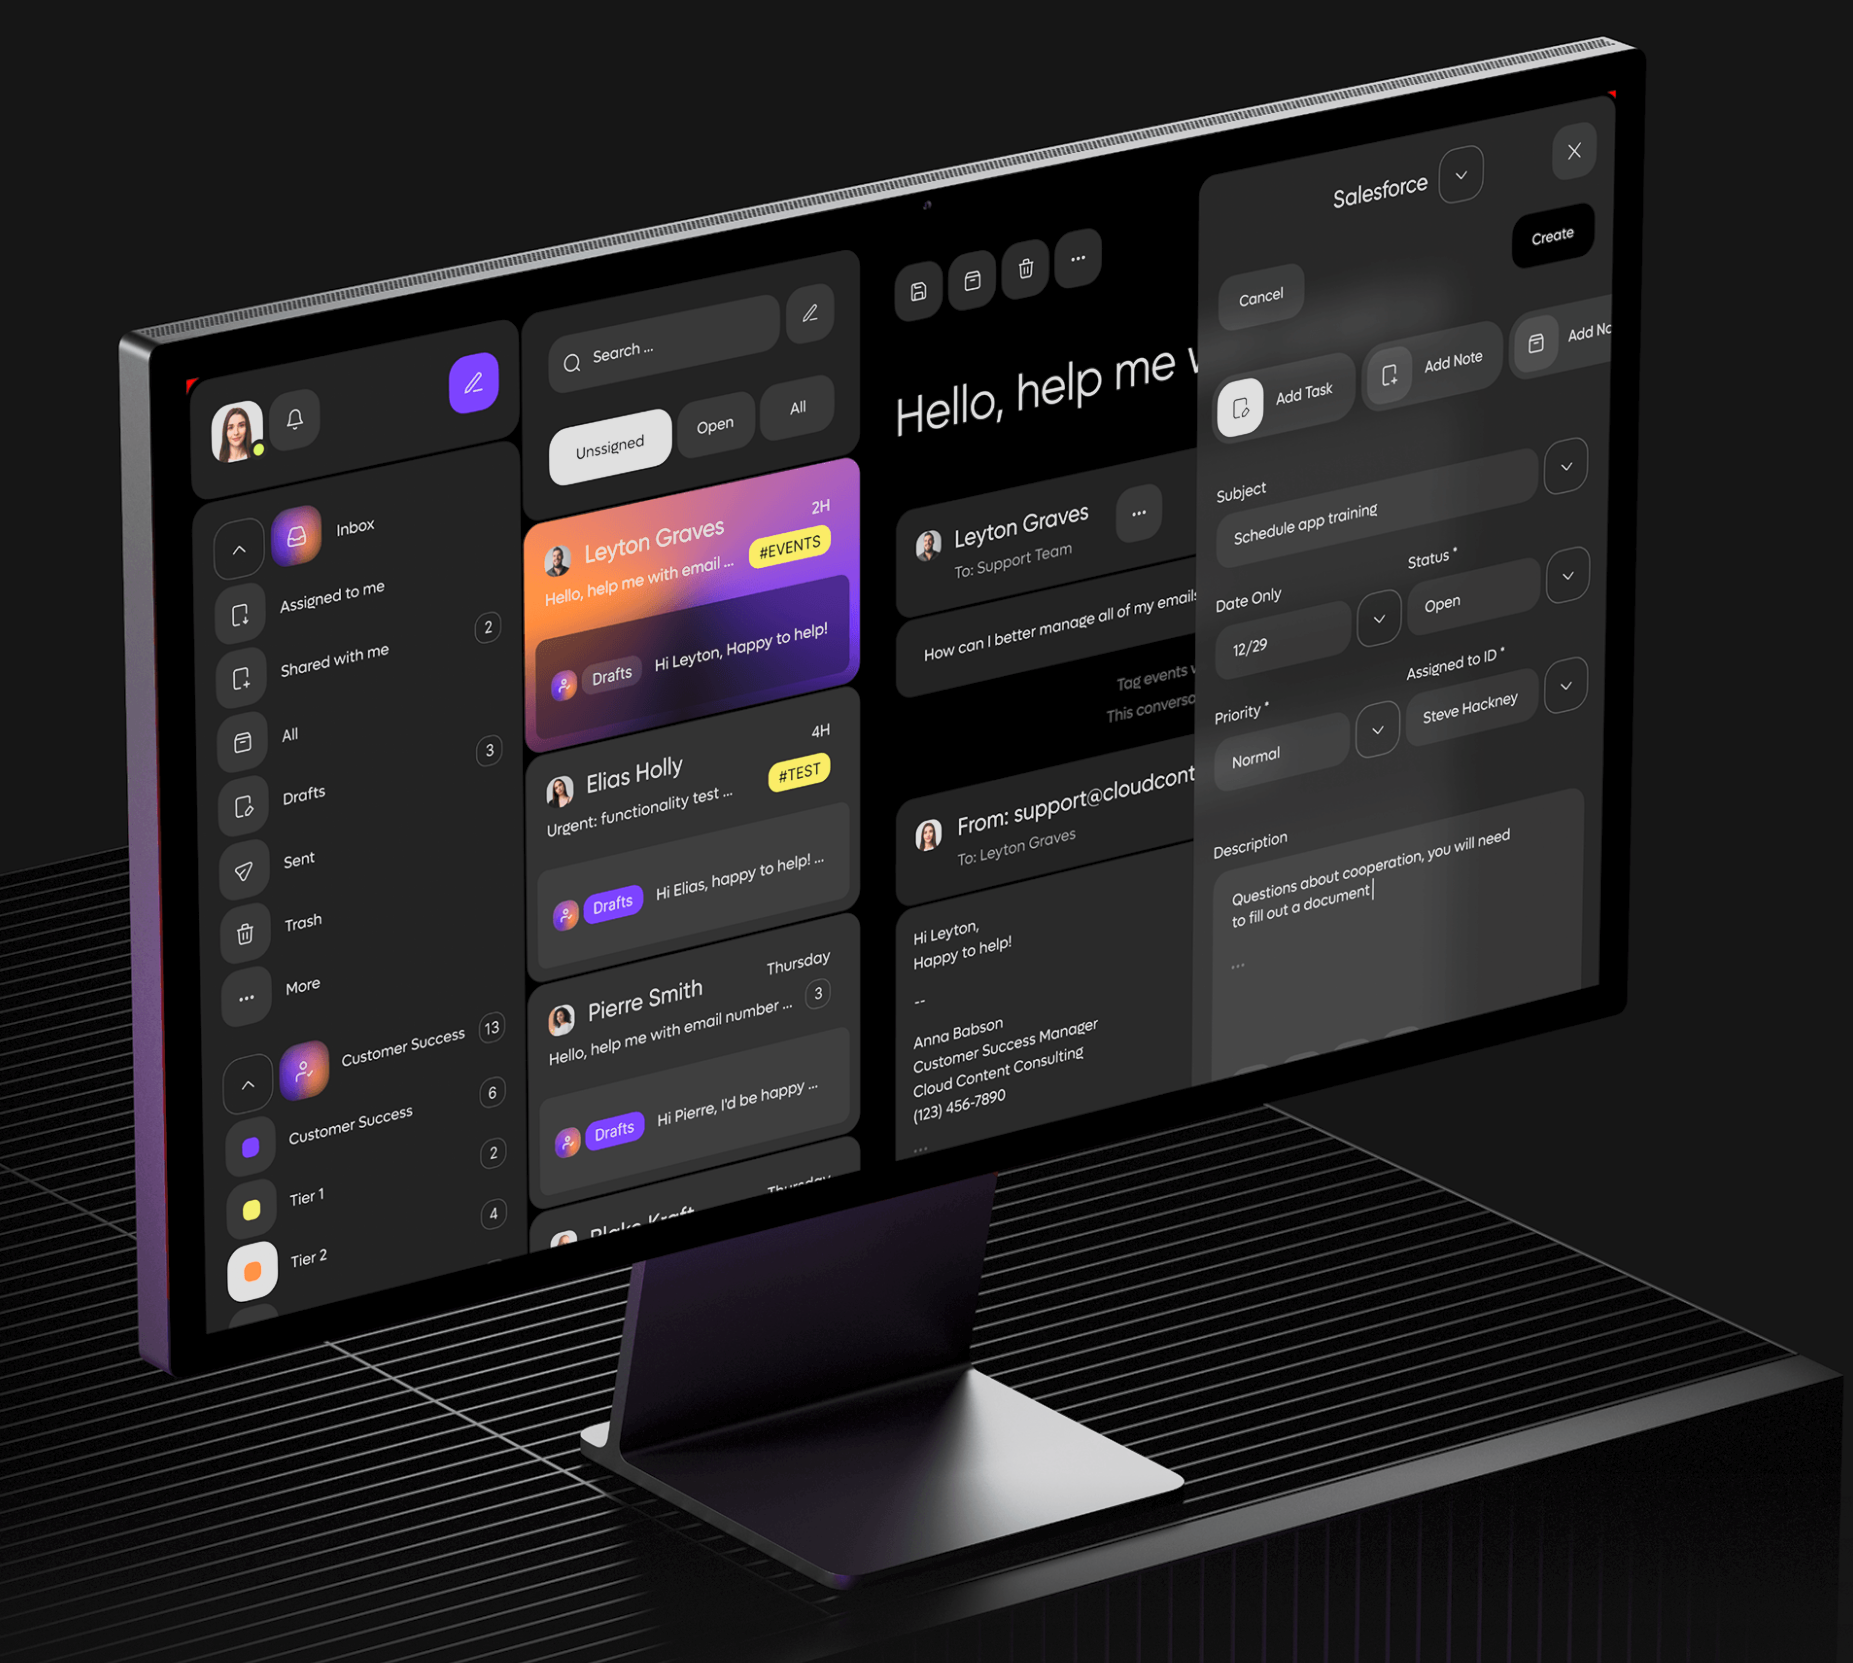 Inbox
Assigned to me
2
Shared with me
All
3
Drafts
Sent
Trash
More
Customer Success
13
Customer Success
6
Tier 1
2
Tier 2
4
Search ...
Unssigned
Open
All
Leyton Graves
2H
Hello, help me with email ...
#EVENTS
Drafts
Hi Leyton, Happy to help!
Elias Holly
4H
Urgent: functionality test ...
#TEST
Drafts
Hi Elias, happy to help! ...
Pierre Smith
Thursday
Hello, help me with email number ...
3
Drafts
Hi Pierre, I'd be happy ...
Thursday
Blake Kraft
Hello, help me
Leyton Graves
To: Support Team
How can I better manage all of my emails
Tag events
This conversa
From: support@cloudcont
To: Leyton Graves
Hi Leyton,
Happy to help!
--
Anna Babson
Customer Success Manager
Cloud Content Consulting
(123) 456-7890
...
Salesforce
Create
Cancel
Add Task
Add Note
Add No
Subject
Schedule app training
Date Only
12/29
Status *
Open
Priority *
Normal
Assigned to ID *
Steve Hackney
Description
Questions about cooperation, you will need
to fill out a document
...